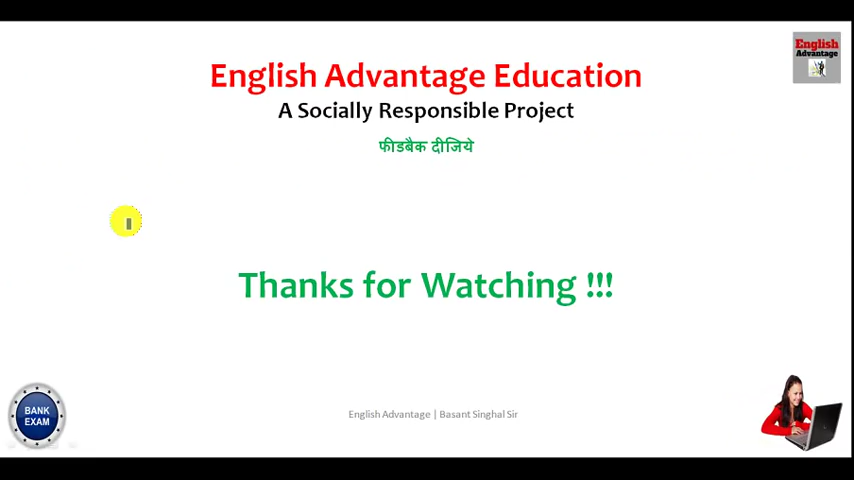 English
Advantage
English Advantage Education
A Socially Responsible Project
फीडबैक दीजिये
Thanks for Watching !!!
BANK
EXAM
English Advantage | Basant Singhal Sir